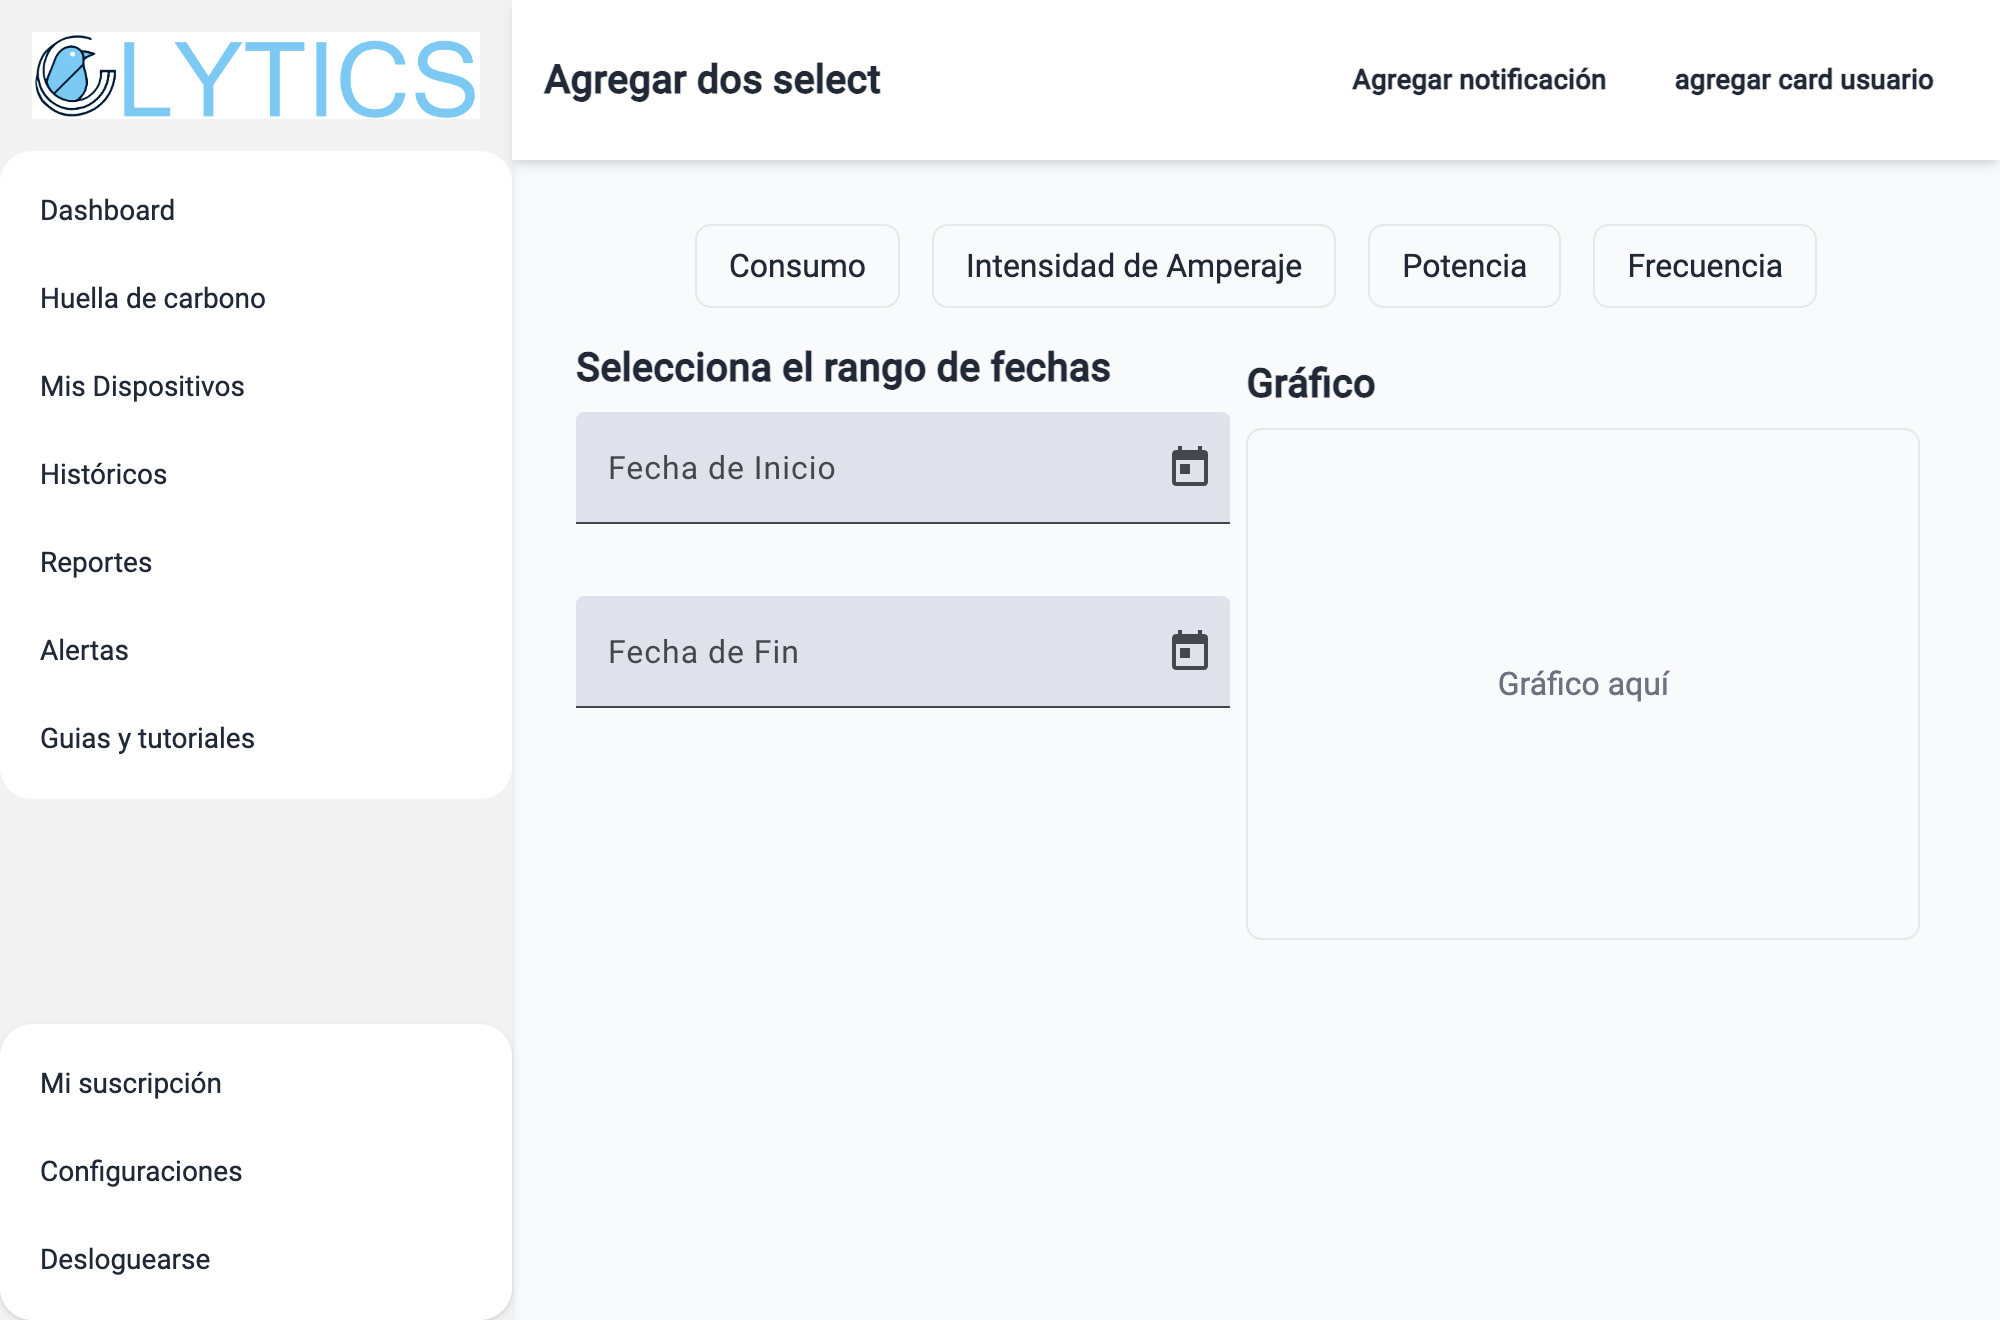 LYTICS
Dashboard
Huella de carbono
Mis Dispositivos
Históricos
Reportes
Alertas
Guias y tutoriales
Mi suscripción
Configuraciones
Desloguearse
Agregar dos select
Agregar notificación
agregar card usuario
Consumo
Intensidad de Amperaje
Potencia
Frecuencia
Selecciona el rango de fechas
Fecha de Inicio
Fecha de Fin
Gráfico
Gráfico aquí